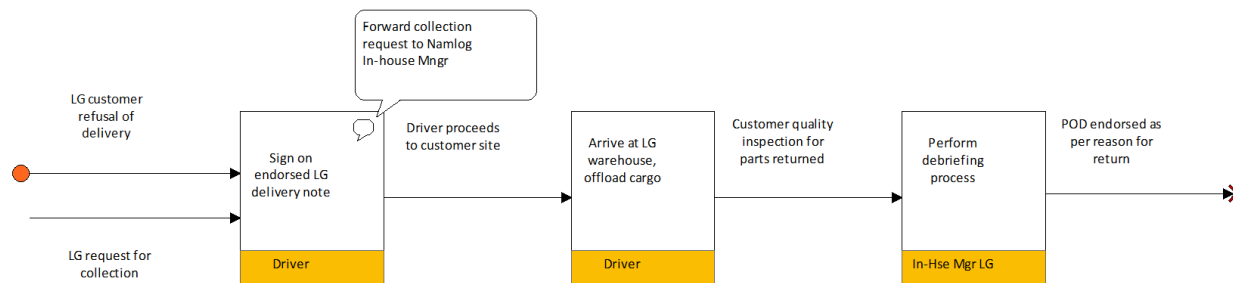 Forward collection
request to Namlog
In-house Mngr
LG customer
refusal of
delivery
LG request for
collection
Sign on
endorsed LG
delivery note
Driver
Driver proceeds
to customer site
Arrive at LG
warehouse,
offload cargo
Driver
Customer quality
inspection for
parts returned
Perform
debriefing
process
In-Hse Mgr LG
POD endorsed as
per reason for
return